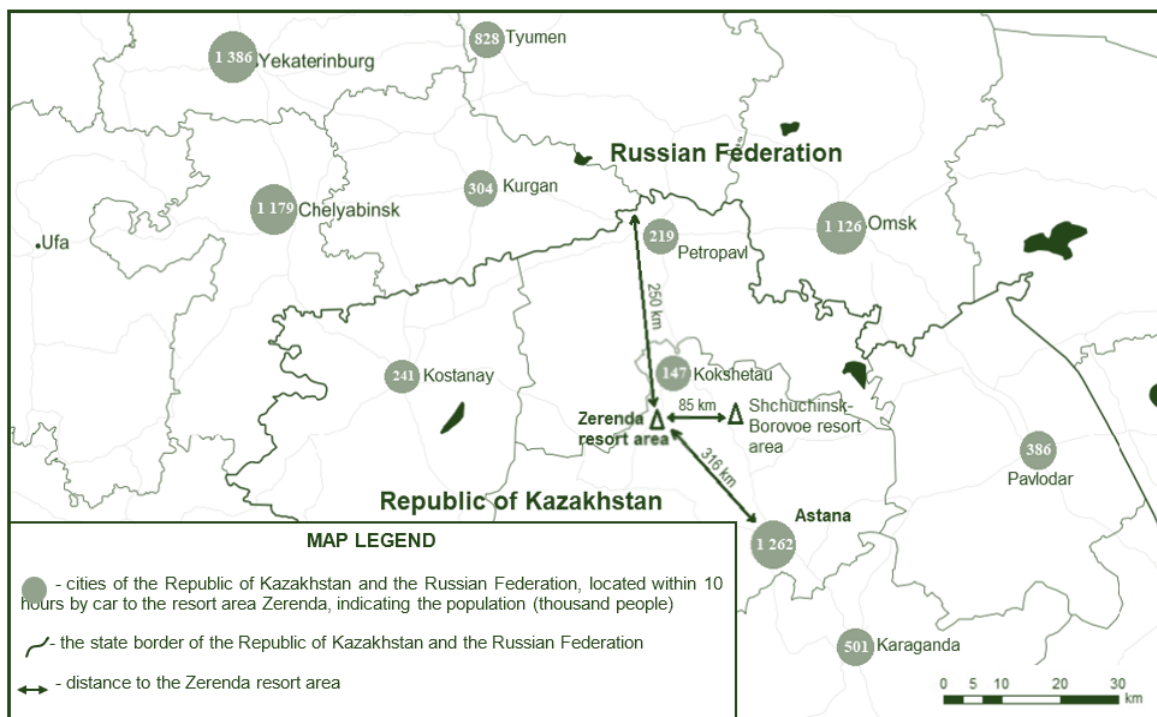 828
Tyumen
1 386
Yekaterinburg
Russian Federation
304
Kurgan
1 179
Chelyabinsk
1 126
Omsk
219
Petropavl
Ufa
250 km
147
Kokshetau
241
Kostanay
85 km
Shchuchinsk-
Borovoe resort
area
Zerenda
resort area
316 km
386
Pavlodar
Republic of Kazakhstan
Astana
1 262
MAP LEGEND
- cities of the Republic of Kazakhstan and the Russian Federation, located within 10
hours by car to the resort area Zerenda, indicating the population (thousand people)
- the state border of the Republic of Kazakhstan and the Russian Federation
- distance to the Zerenda resort area
501
Karaganda
0 5 10 20 30
km